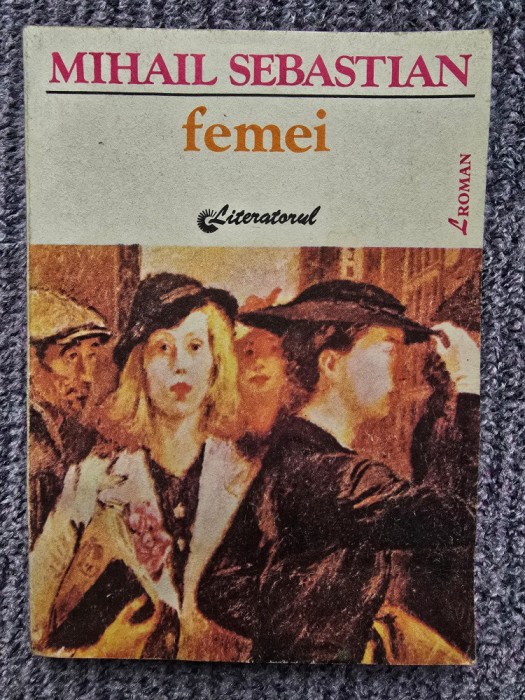 MIHAIL SEBASTIAN
femei
Literatorul
L ROMAN